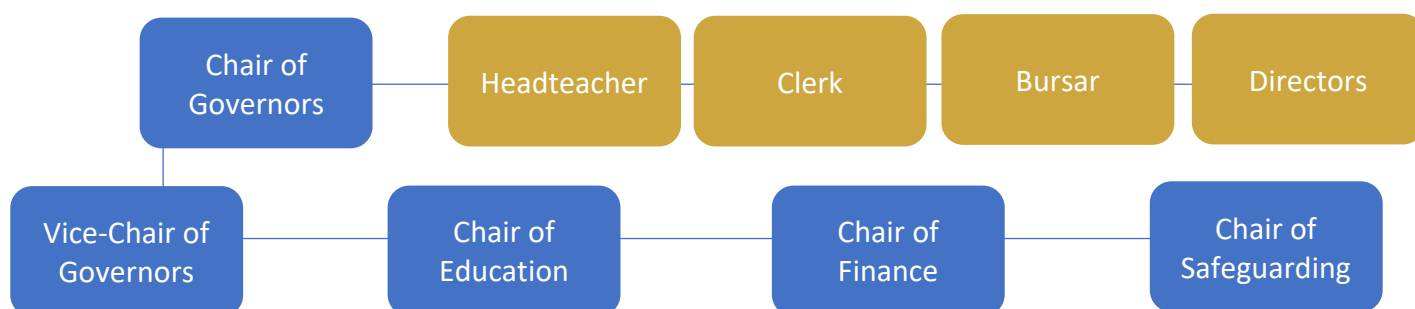 Chair of
Governors
Headteacher
Clerk
Bursar
Directors
Vice-Chair of
Governors
Chair of
Education
Chair of
Finance
Chair of
Safeguarding